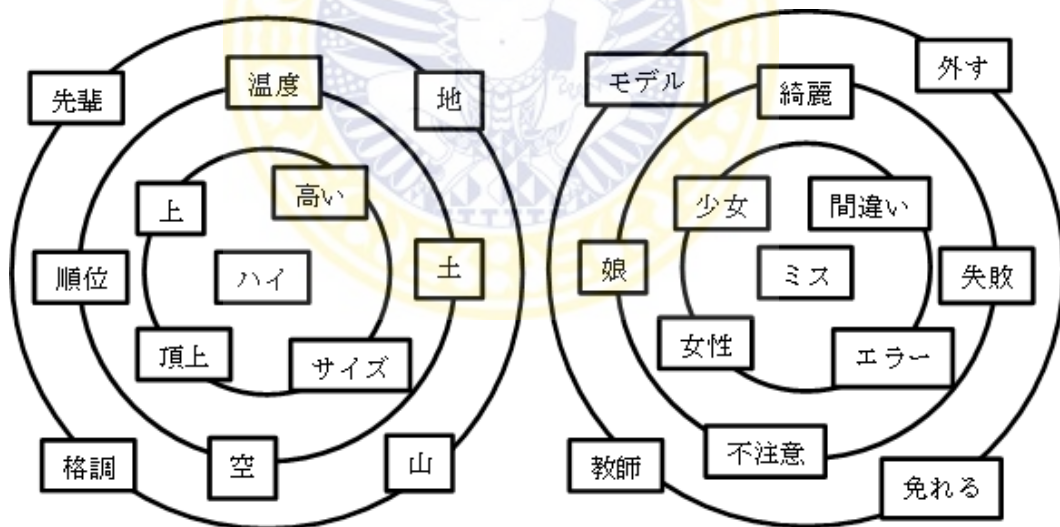 先輩
温度
地
上
高い
順位
ハイ
土
頂上
サイズ
格調
空
山
モデル
綺麗
外す
少女
間違い
娘
ミス
失敗
女性
エラー
教師
不注意
免れる